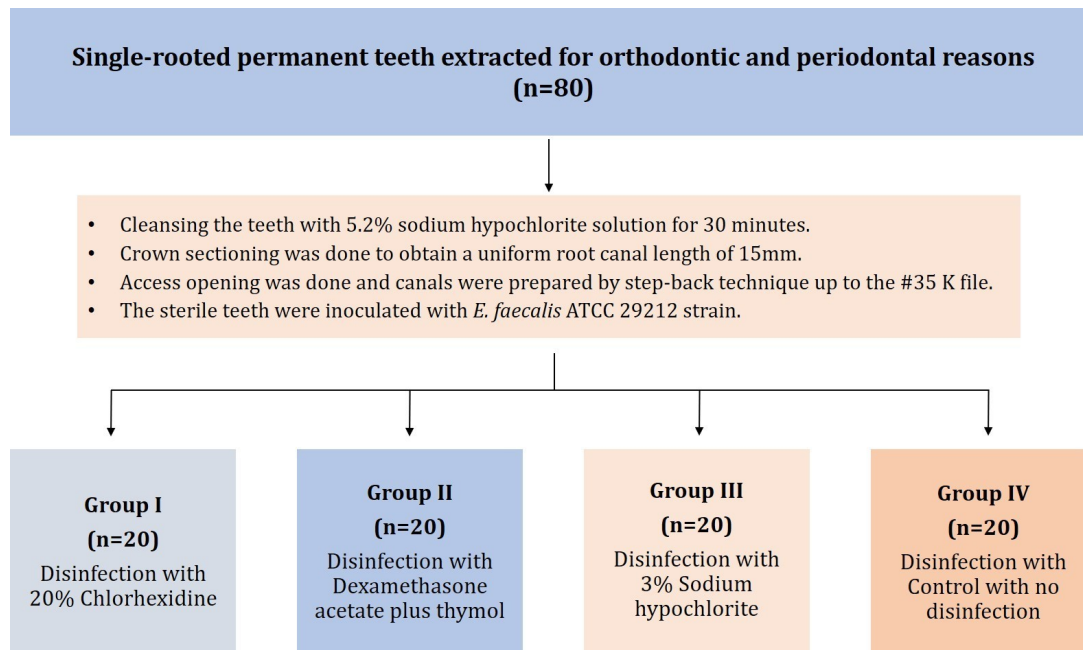 Single-rooted permanent teeth extracted for orthodontic and periodontal reasons
(n=80)
• Cleansing the teeth with 5.2% sodium hypochlorite solution for 30 minutes.
• Crown sectioning was done to obtain a uniform root canal length of 15mm.
• Access opening was done and canals were prepared by step-back technique up to the #35 K file.
• The sterile teeth were inoculated with E. faecalis ATCC 29212 strain.
Group I
(n=20)
Disinfection with
20% Chlorhexidine
Group II
(n=20)
Disinfection with
Dexamethasone
acetate plus thymol
Group III
(n=20)
Disinfection with
3% Sodium
hypochlorite
Group IV
(n=20)
Disinfection with
Control with no
disinfection